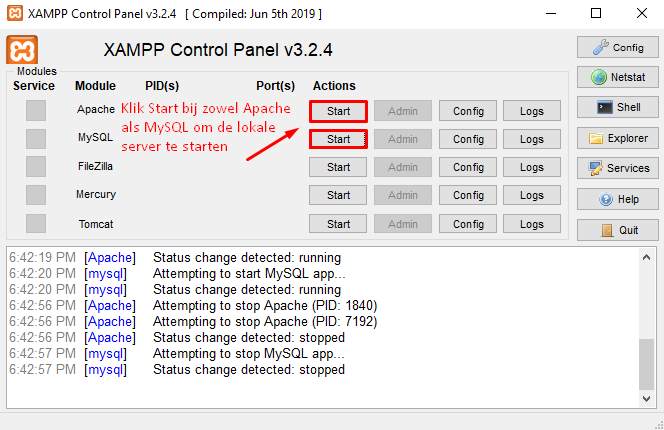 XAMPP Control Panel v3.2.4 [ Compiled: Jun 5th 2019 ]
XAMPP Control Panel v3.2.4
Config
Modules
Service Module PID(s) Port(s) Actions
Netstat
Apache Start Admin Config Logs
Shell
Klik Start bij zowel Apache
als MySQL om de lokale
server te starten
MySQL Start Admin Config Logs
Explorer
FileZilla Start Admin Config Logs
Services
Mercury Start Admin Config Logs
Help
Tomcat Start Admin Config Logs
Quit
6:42:19 PM [Apache] Status change detected: running
6:42:20 PM [mysql] Attempting to start MySQL app...
6:42:20 PM [mysql] Status change detected: running
6:42:56 PM [Apache] Attempting to stop Apache (PID: 1840)
6:42:56 PM [Apache] Attempting to stop Apache (PID: 7192)
6:42:56 PM [Apache] Status change detected: stopped
6:42:57 PM [mysql] Attempting to stop MySQL app...
6:42:57 PM [mysql] Status change detected: stopped